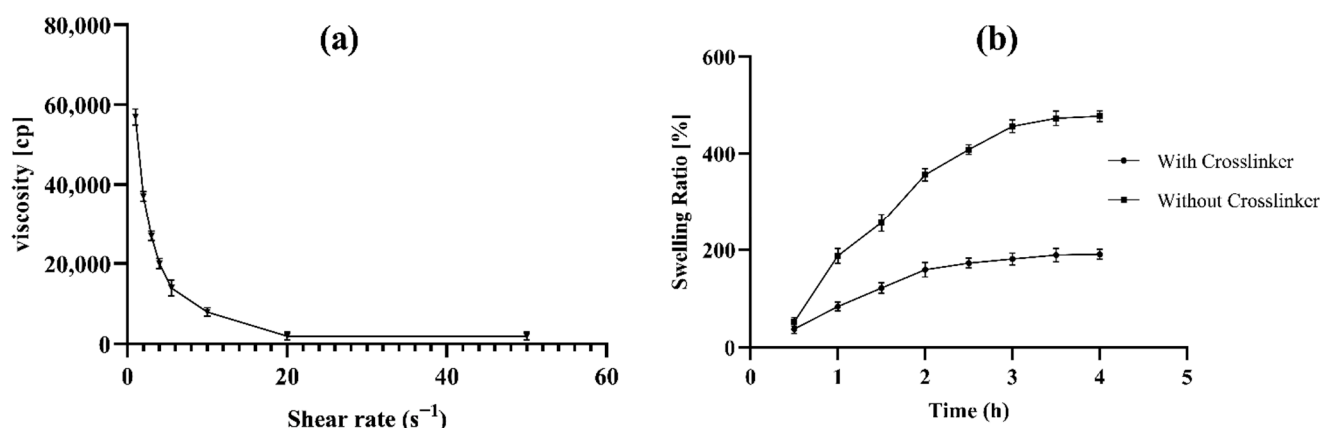 (a)
80,000
60,000
40,000
20,000
0
viscosity [cp]
0 20 40 60
Shear rate (s⁻¹)
(b)
600
400
200
0
Swelling Ratio [%]
1 2 3 4 5
Time (h)
With Crosslinker
Without Crosslinker